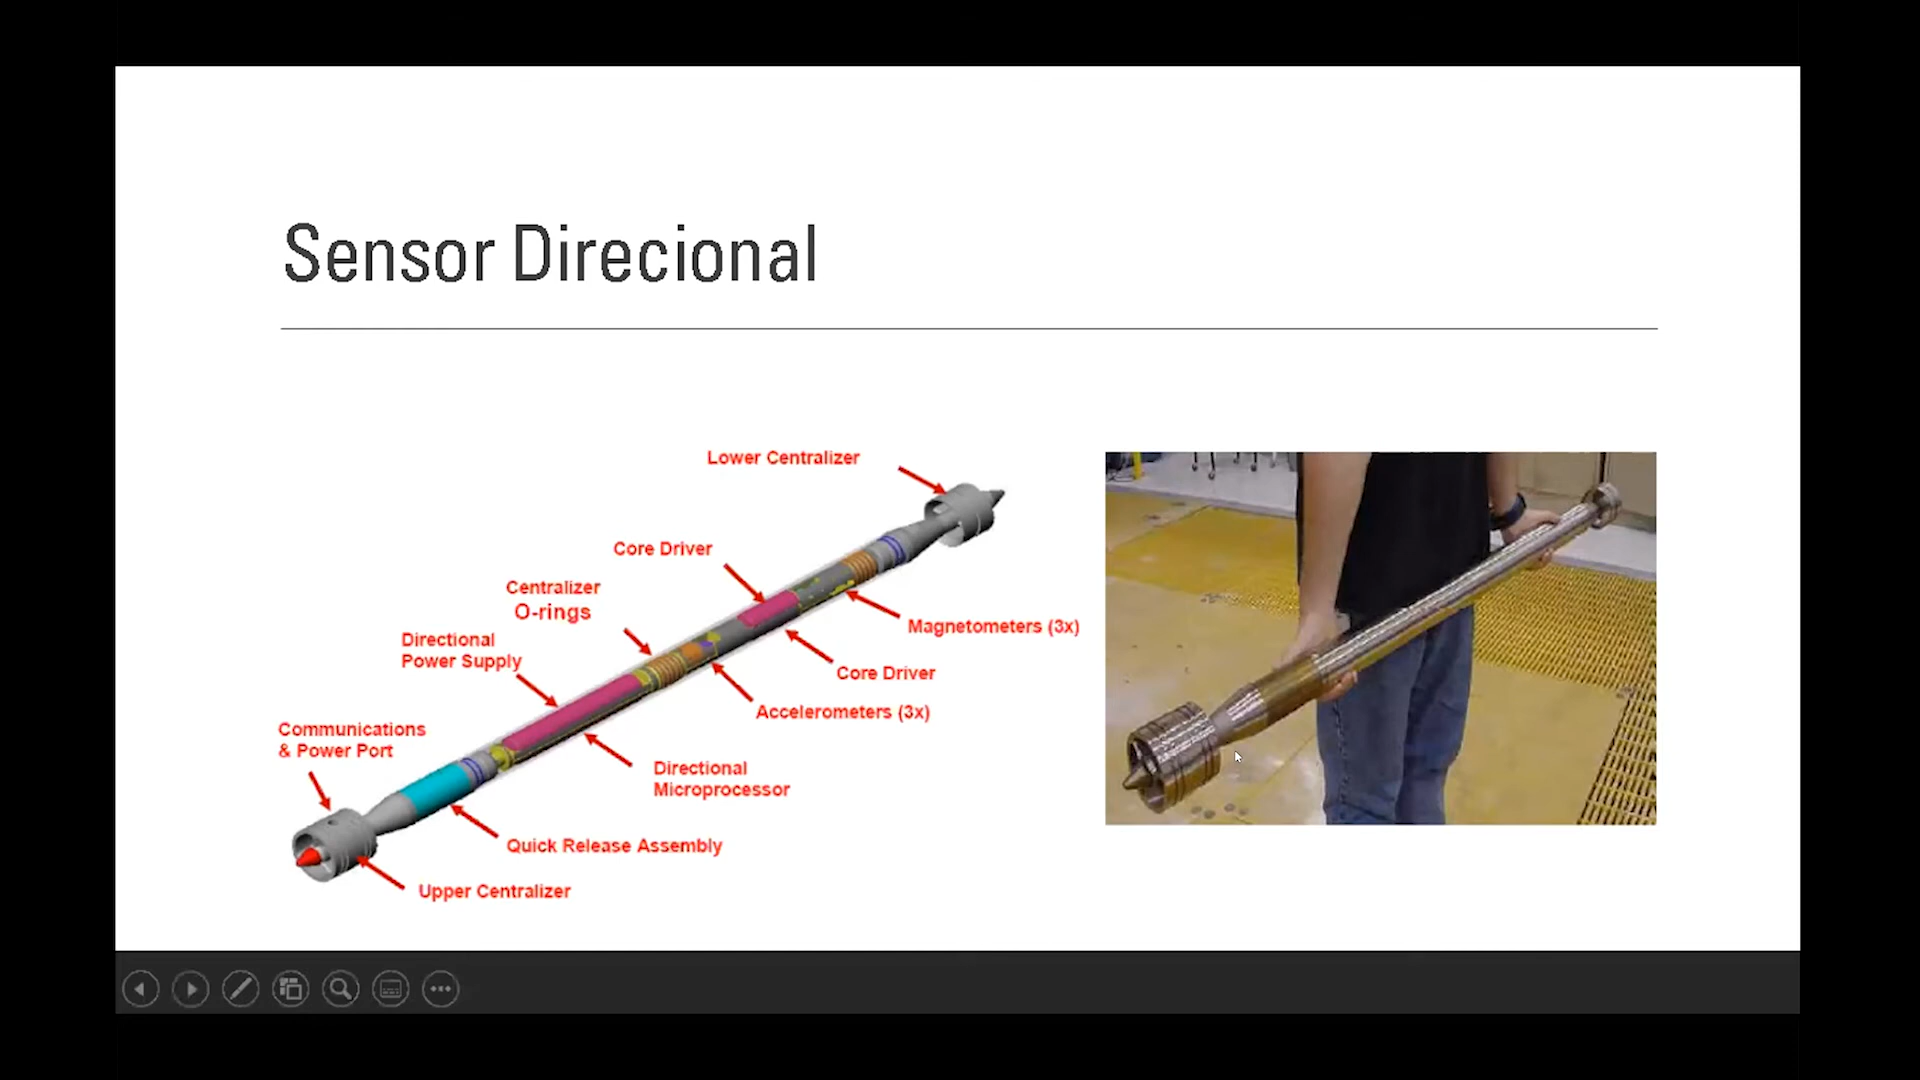 Sensor Direcional
Lower Centralizer
Core Driver
Centralizer
O-rings
Directional
Power Supply
Magnetometers (3x)
Core Driver
Accelerometers (3x)
Communications
& Power Port
Directional
Microprocessor
Quick Release Assembly
Upper Centralizer